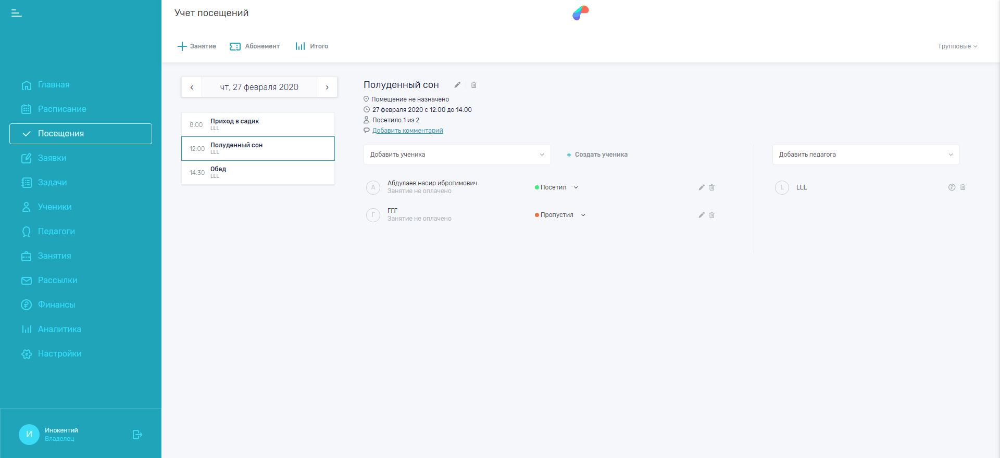 Учет посещений
Занятие
Абонемент
Итого
Групповые
Главная
Расписание
Посещения
Заявки
Задачи
Ученики
Педагоги
Занятия
Рассылки
Финансы
Аналитика
Настройки
И
Инокентий
Владелец
чт, 27 февраля 2020
8:00 Приход в садик
LLL
12:00 Полуденный сон
LLL
14:30 Обед
LLL
Полуденный сон
Помещение не назначено
27 февраля 2020 с 12:00 до 14:00
Посетило 1 из 2
Добавить комментарий
Добавить ученика
+ Создать ученика
А Абдулаев насир иброгимович
Занятие не оплачено
Посетил
Г ГГГ
Занятие не оплачено
Пропустил
Добавить педагога
L LLL